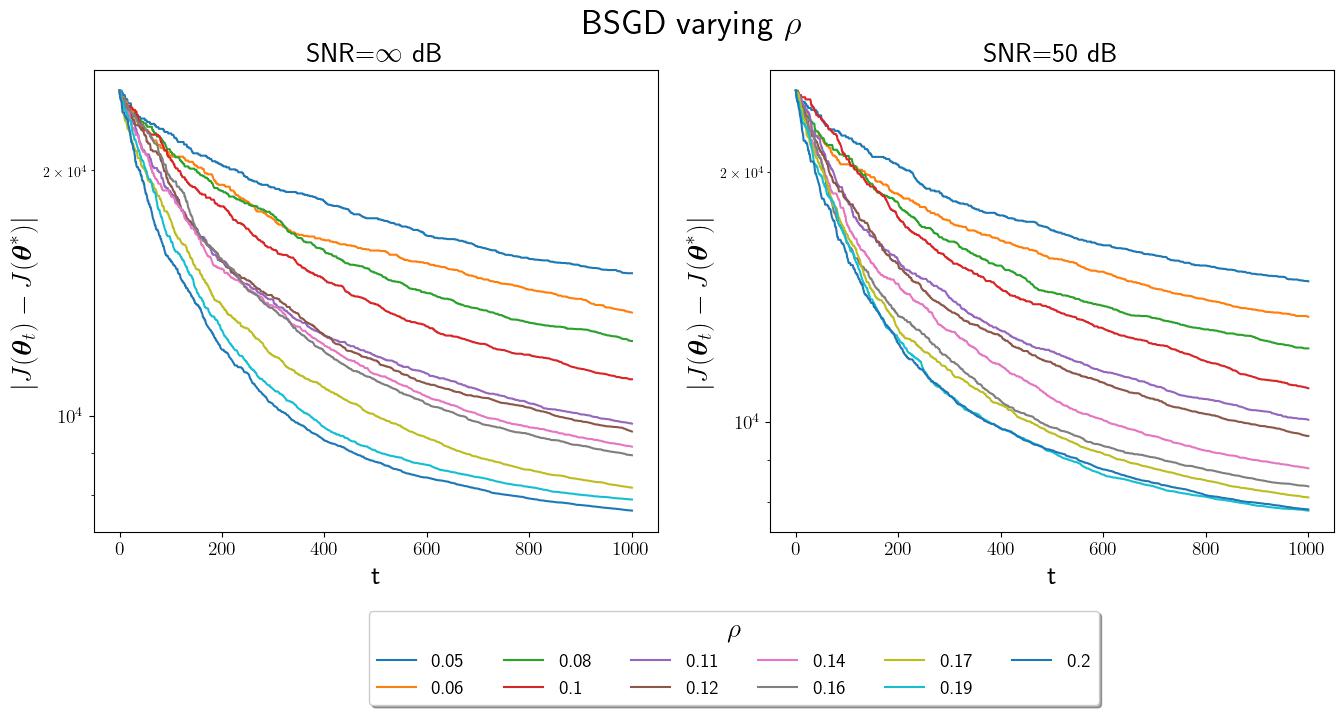 BSGD varying ρ
SNR=∞ dB
SNR=50 dB
|J(θ_t) − J(θ*)|
2 × 10⁴
10⁴
0 200 400 600 800 1000
t
|J(θ_t) − J(θ*)|
2 × 10⁴
10⁴
0 200 400 600 800 1000
t
ρ
0.05 0.08 0.11 0.14 0.17 0.2
0.06 0.1 0.12 0.16 0.19